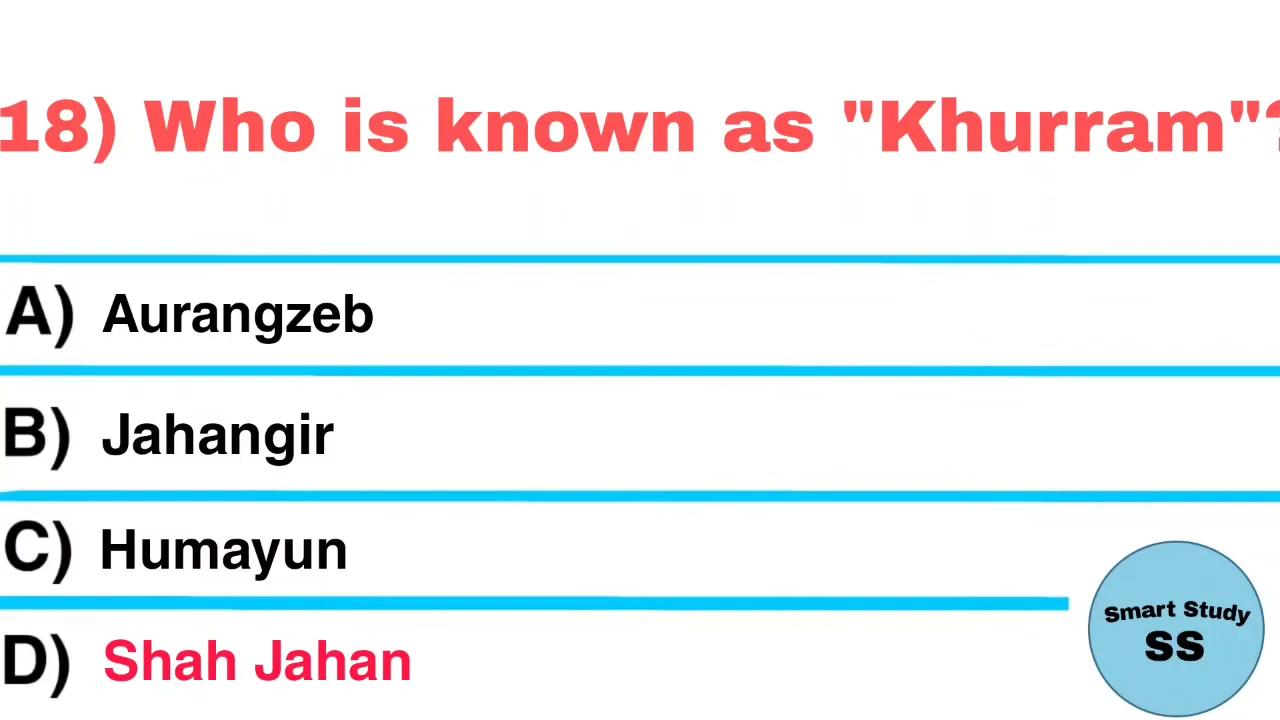 18) Who is known as "Khurram"?
A) Aurangzeb
B) Jahangir
C) Humayun
D) Shah Jahan
Smart Study
SS